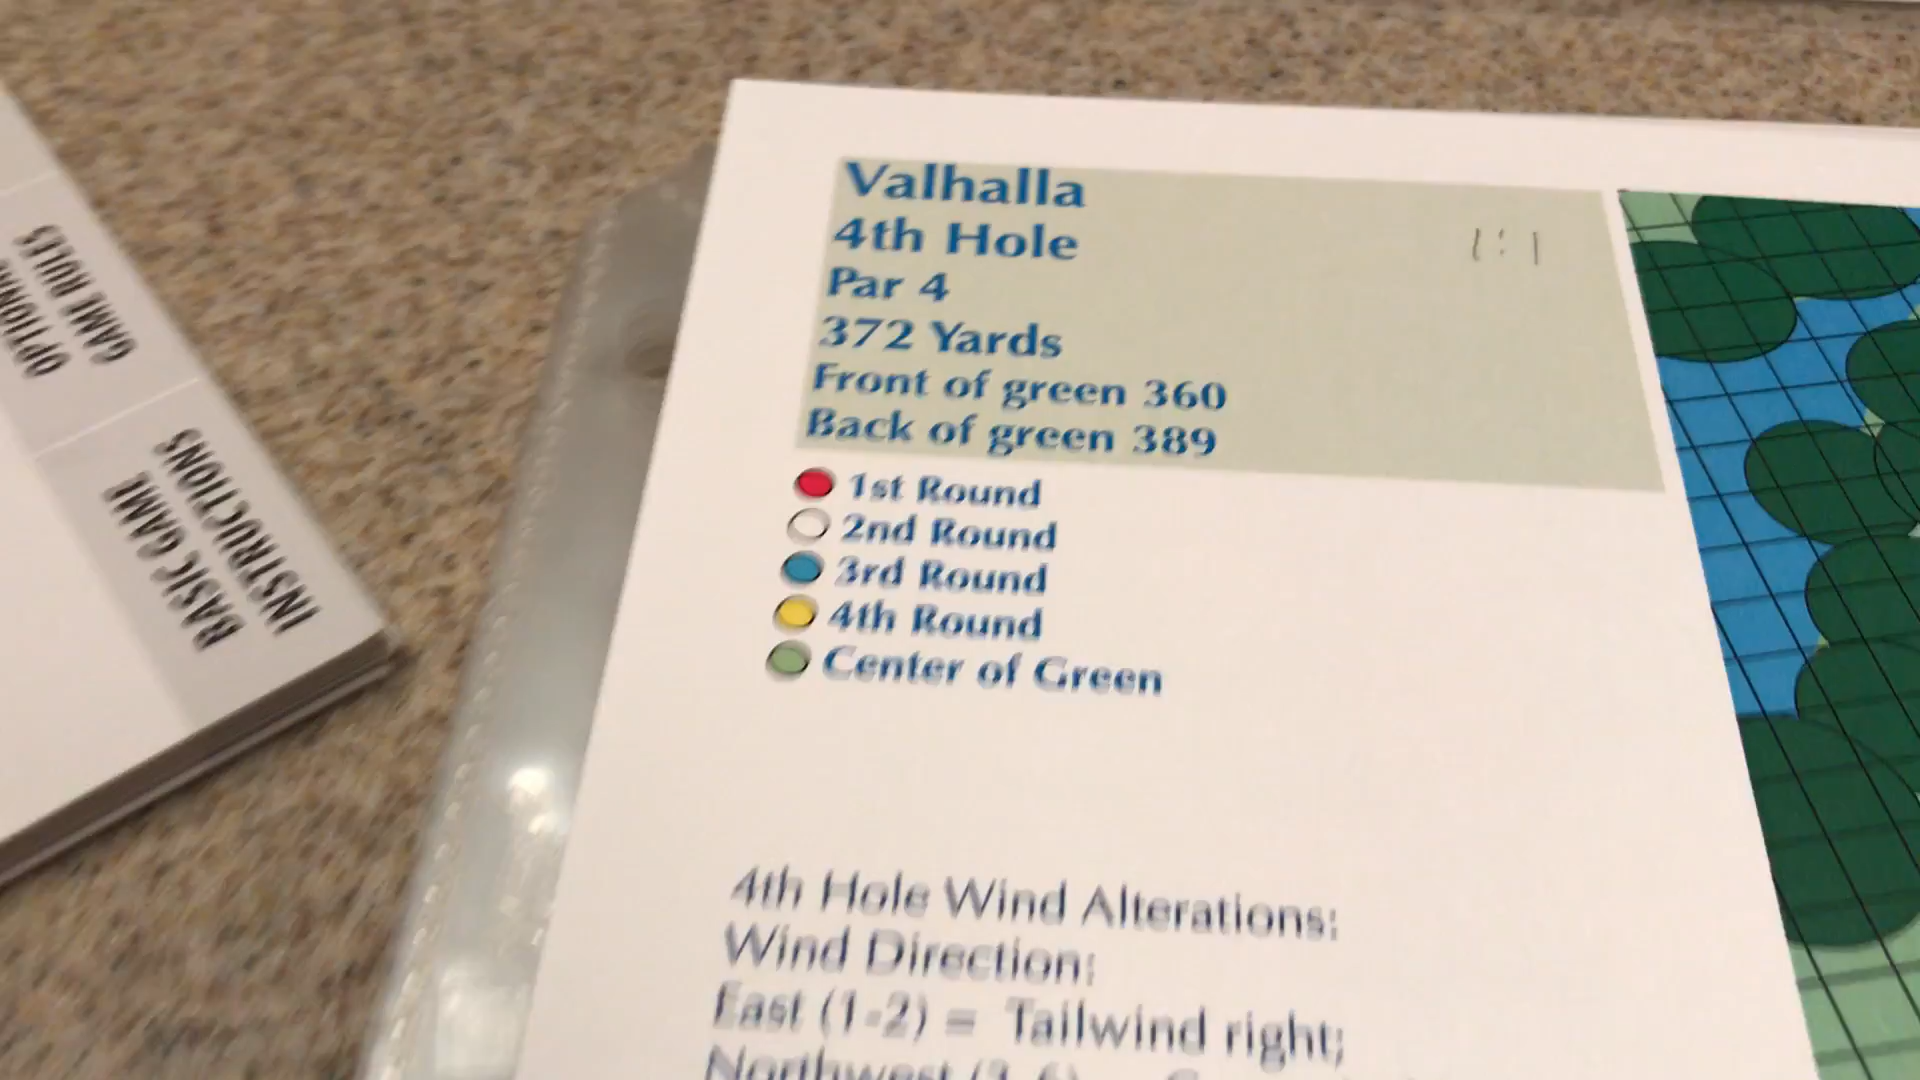 Valhalla
4th Hole
Par 4
372 Yards
Front of green 360
Back of green 389
1st Round
2nd Round
3rd Round
4th Round
Center of Green
4th Hole Wind Alterations:
Wind Direction:
East (1-2) = Tailwind right;
Northwest
BASIC GAME
INSTRUCTIONS
GAME RULES